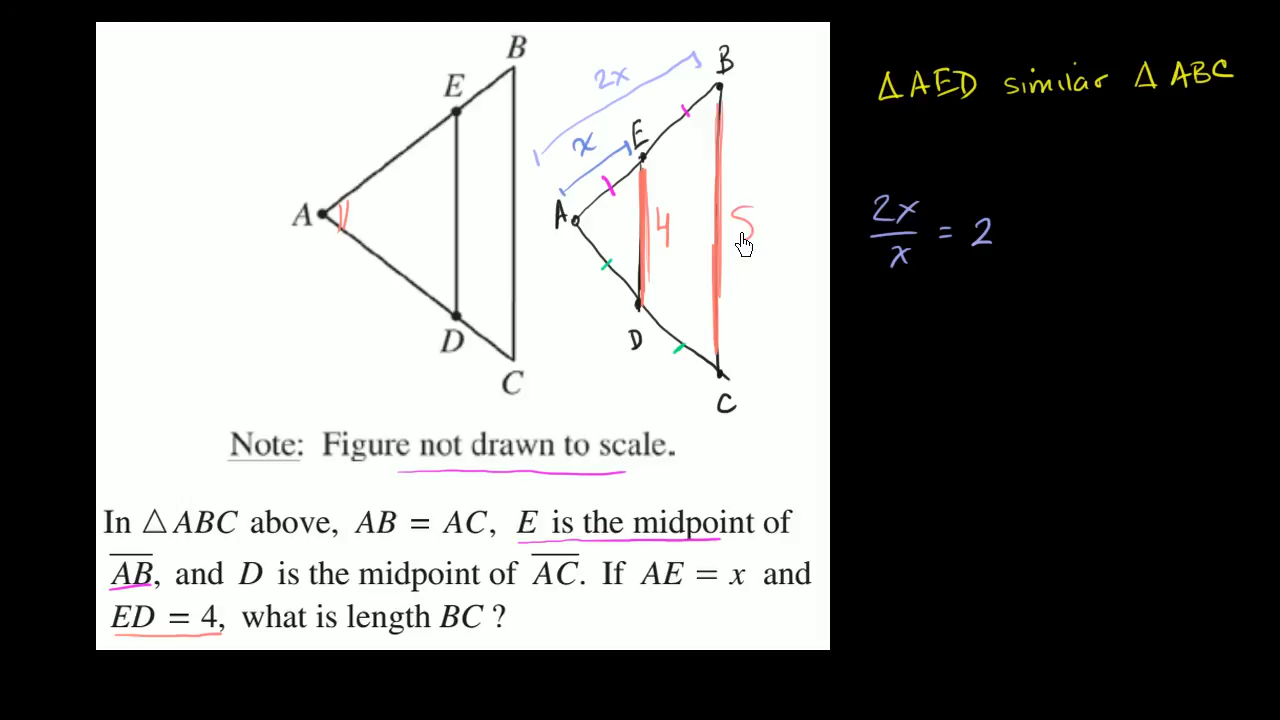 B
E
A
D
C
2x
B
x
E
A
4
D
C
Note: Figure not drawn to scale.
In △ABC above, AB = AC, E is the midpoint of
AB, and D is the midpoint of AC. If AE = x and
ED = 4, what is length BC ?
△ AED similar △ ABC
2x
x
= 2